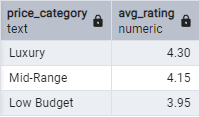 price_category avg_rating
text numeric
Luxury 4.30
Mid-Range 4.15
Low Budget 3.95